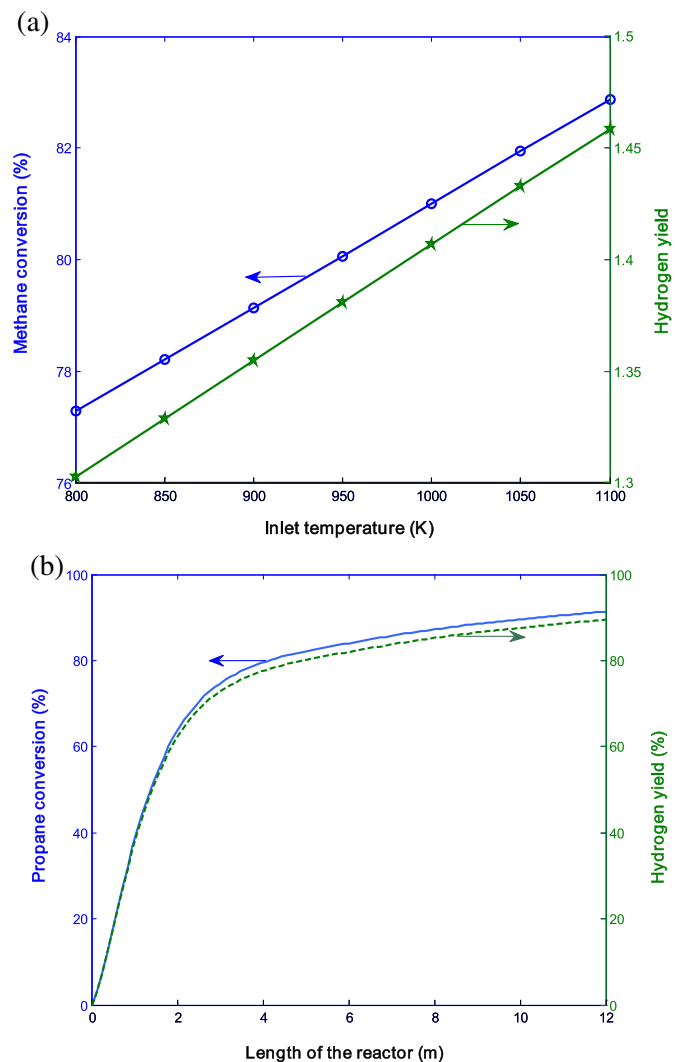 (a)
84
82
80
78
76
Methane conversion (%)
1.5
1.45
1.4
1.35
1.3
Hydrogen yield
800 850 900 950 1000 1050 1100
Inlet temperature (K)
(b)
100
80
60
40
20
0
Propane conversion (%)
100
80
60
40
20
0
Hydrogen yield (%)
0 2 4 6 8 10 12
Length of the reactor (m)